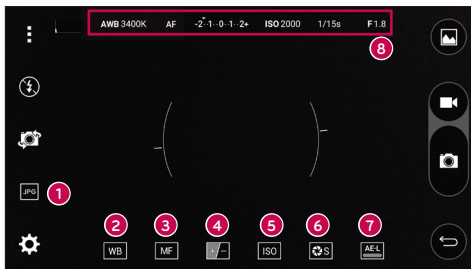 AWB 3400K AF -2··1··0··1··2+ ISO 2000 1/15s F 1.8
8
JPG 1
2 3 4 5 6 7
WB MF +/- ISO S AE-L